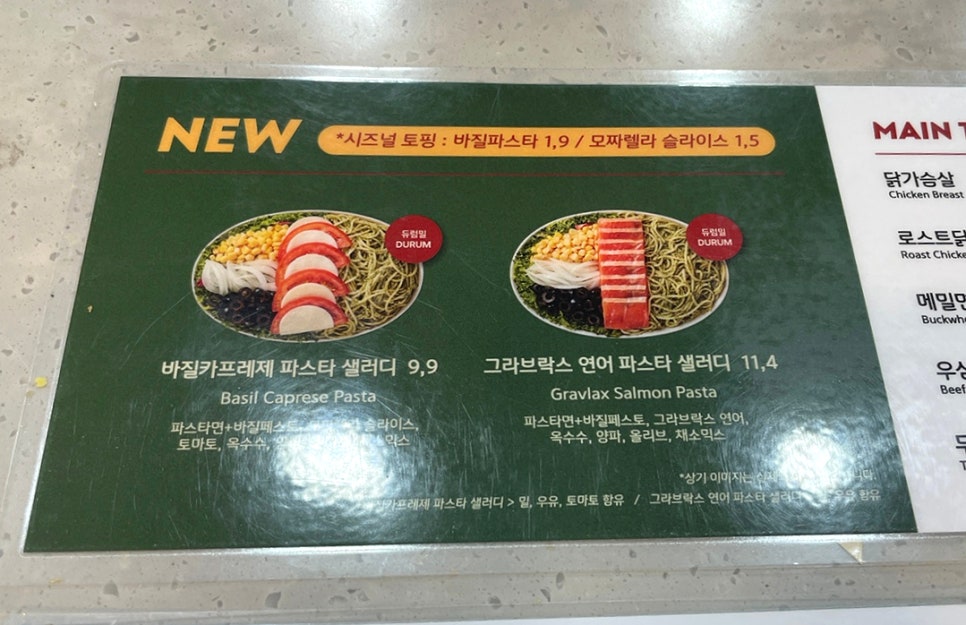 NEW
*시즈널 토핑 : 바질파스타 1,9 / 모짜렐라 슬라이스 1,5
듀럼밀
DURUM
듀럼밀
DURUM
바질카프레제 파스타 샐러디 9,9
Basil Caprese Pasta
파스타면+바질페스토, 슬라이스,
토마토, 옥수수,
그라브락스 연어 파스타 샐러디 11,4
Gravlax Salmon Pasta
파스타면+바질페스토, 그라브락스 연어,
옥수수, 양파, 올리브, 채소믹스
*상기 이미지는
카프레제 파스타 샐러디 > 밀, 우유, 토마토 함유 / 그라브락스 연어 파스타 샐러디 함유
MAIN
닭가슴살
Chicken Breast
로스트닭
Roast Chicke
메밀면
Buckwhe
우삼
Beef